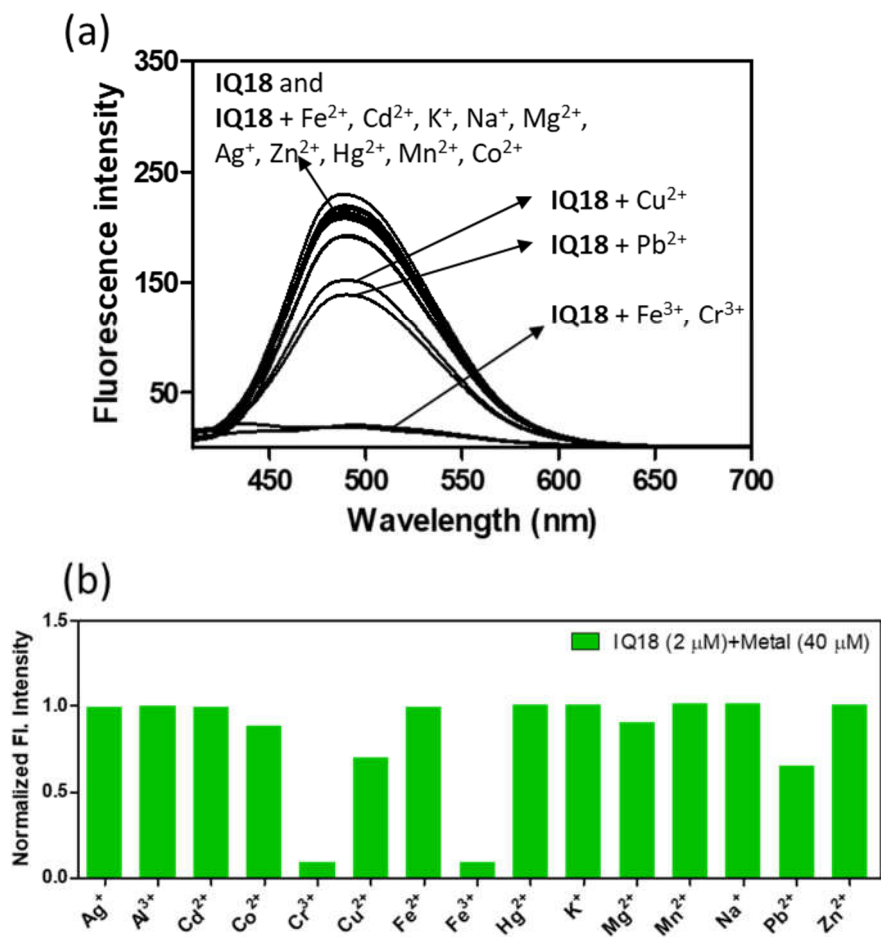 (a)
350
250
150
50
Fluorescence intensity
IQ18 and
IQ18 + Fe²⁺, Cd²⁺, K⁺, Na⁺, Mg²⁺,
Ag⁺, Zn²⁺, Hg²⁺, Mn²⁺, Co²⁺
IQ18 + Cu²⁺
IQ18 + Pb²⁺
IQ18 + Fe³⁺, Cr³⁺
450 500 550 600 650 700
Wavelength (nm)
(b)
1.5
1.0
0.5
0.0
Normalized Fl. Intensity
IQ18 (2 μM)+Metal (40 μM)
Ag⁺ Al³⁺ Cd²⁺ Co²⁺ Cr³⁺ Cu²⁺ Fe²⁺ Fe³⁺ Hg²⁺ K⁺ Mg²⁺ Mn²⁺ Na⁺ Pb²⁺ Zn²⁺